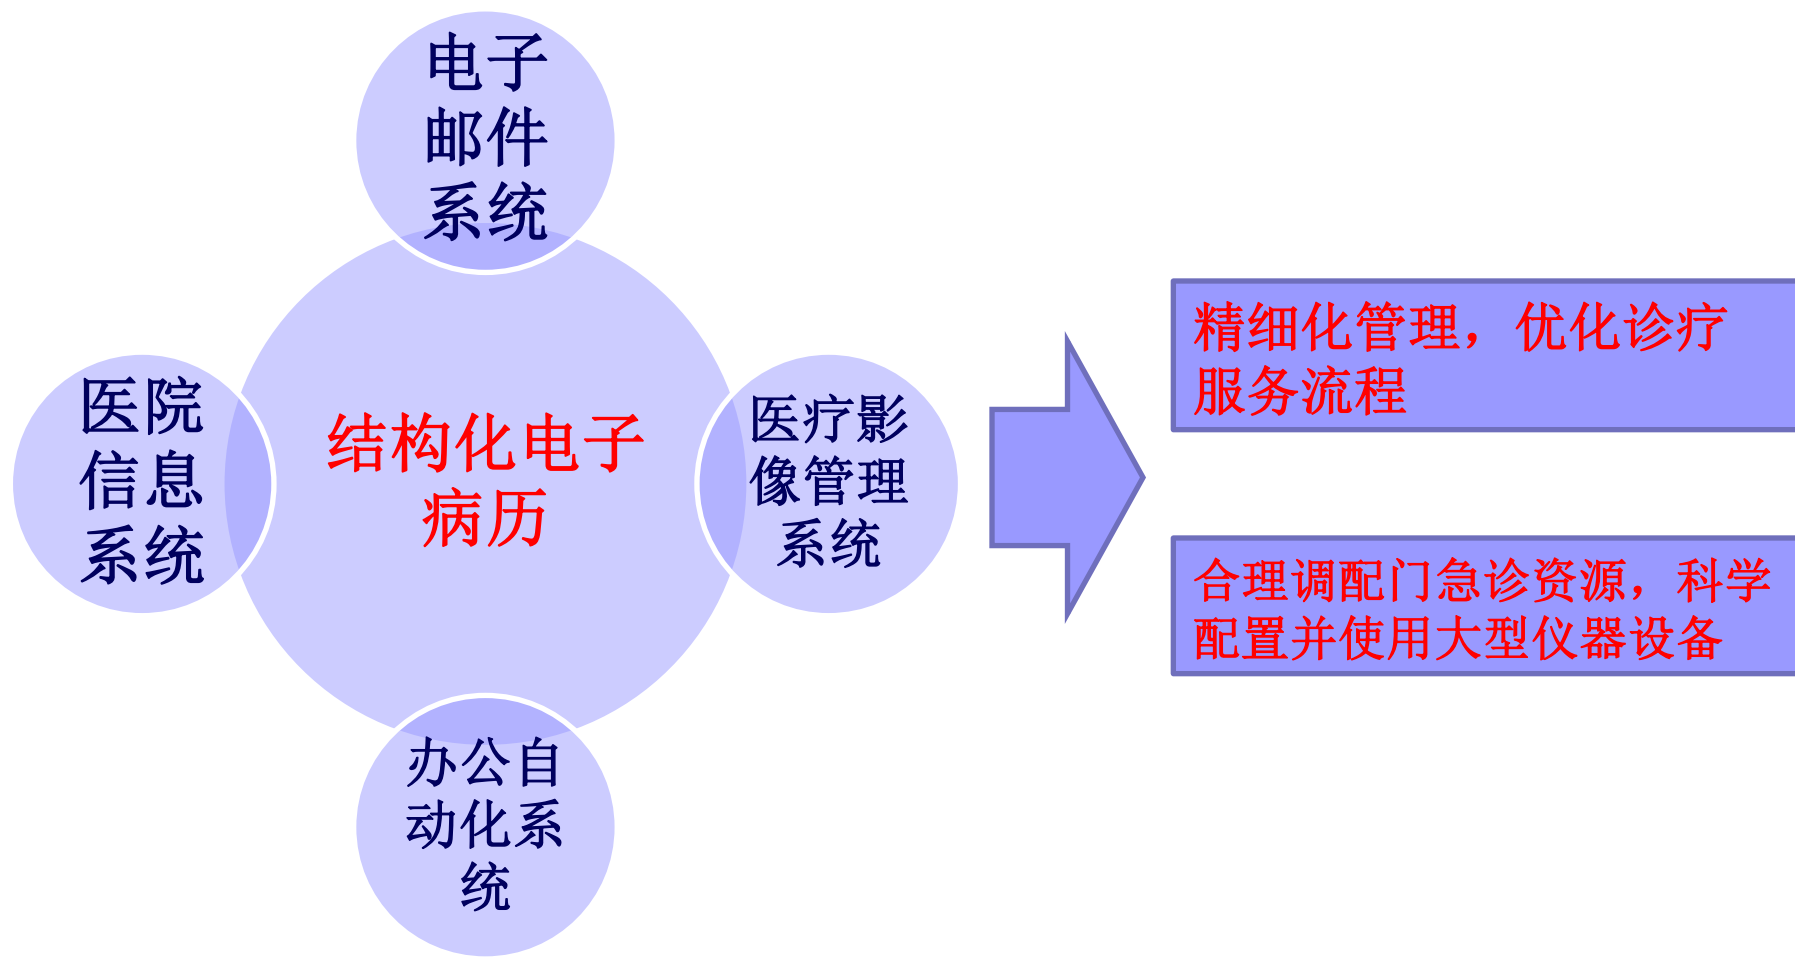 电子
邮件
系统
医院
信息
系统
结构化电子
病历
医疗影
像管理
系统
办公自
动化系
统
精细化管理，优化诊疗
服务流程
合理调配门急诊资源，科学
配置并使用大型仪器设备